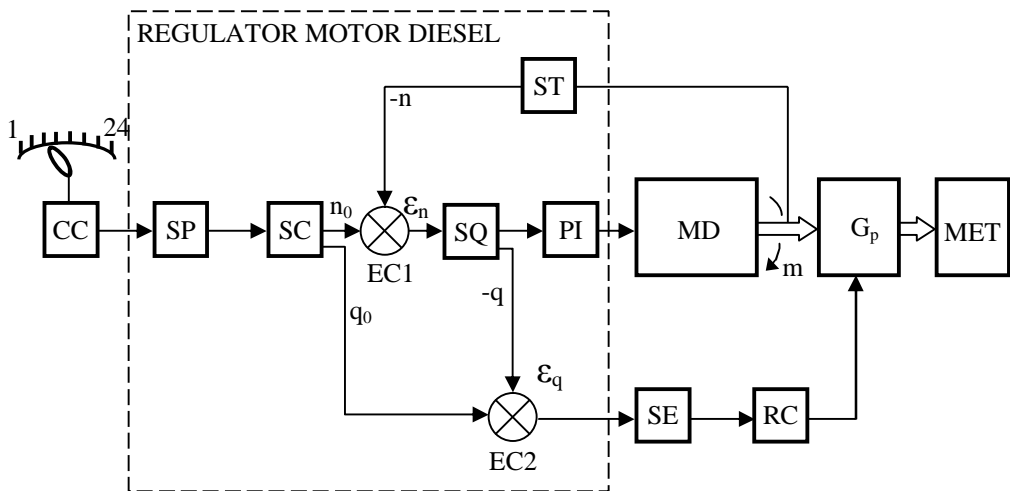 REGULATOR MOTOR DIESEL
ST
-n
1
24
n₀
εₙ
CC
SP
SC
SQ
PI
MD
Gₚ
MET
EC1
m
-q
q₀
ε_q
SE
RC
EC2